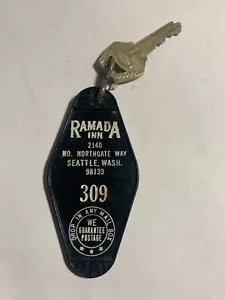 RAMADA
INN
2140
NO. NORTHGATE WAY
SEATTLE, WASH.
98133
309
DROP IN ANY MAIL BOX
WE
GUARANTEE
POSTAGE